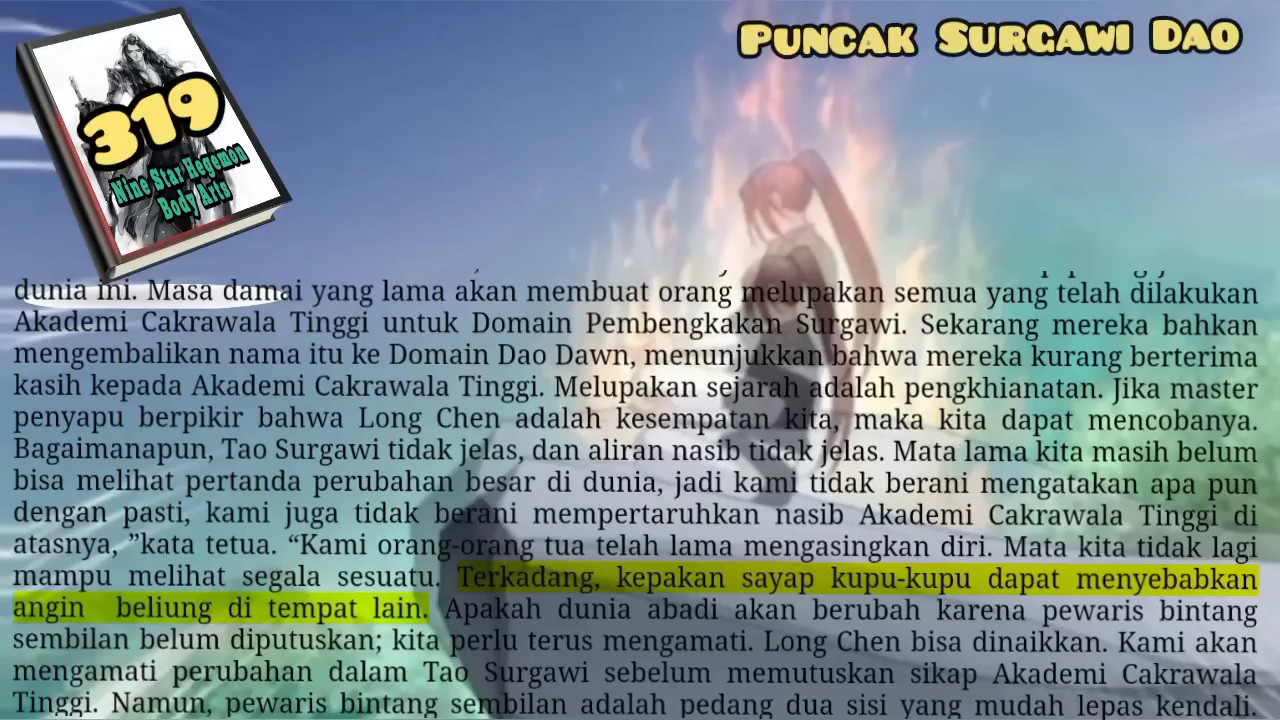 Puncak Surgawi Dao
319
Nine Star Hegemon
Body Arts
dunia ini. Masa damai yang lama akan membuat orang melupakan semua yang telah dilakukan
Akademi Cakrawala Tinggi untuk Domain Pembengkakan Surgawi. Sekarang mereka bahkan
mengembalikan nama itu ke Domain Dao Dawn, menunjukkan bahwa mereka kurang berterima
kasih kepada Akademi Cakrawala Tinggi. Melupakan sejarah adalah pengkhianatan. Jika master
penyapu berpikir bahwa Long Chen adalah kesempatan kita, maka kita dapat mencobanya.
Bagaimanapun, Tao Surgawi tidak jelas, dan aliran nasib tidak jelas. Mata lama kita masih belum
bisa melihat pertanda perubahan besar di dunia, jadi kami tidak berani mengatakan apa pun
dengan pasti, kami juga tidak berani mempertaruhkan nasib Akademi Cakrawala Tinggi di
atasnya, ”kata tetua. “Kami orang-orang tua telah lama mengasingkan diri. Mata kita tidak lagi
mampu melihat segala sesuatu. Terkadang, kepakan sayap kupu-kupu dapat menyebabkan
angin beliung di tempat lain. Apakah dunia abadi akan berubah karena pewaris bintang
sembilan belum diputuskan; kita perlu terus mengamati. Long Chen bisa dinaikkan. Kami akan
mengamati perubahan dalam Tao Surgawi sebelum memutuskan sikap Akademi Cakrawala
Tinggi. Namun, pewaris bintang sembilan adalah pedang dua sisi yang mudah lepas kendali.